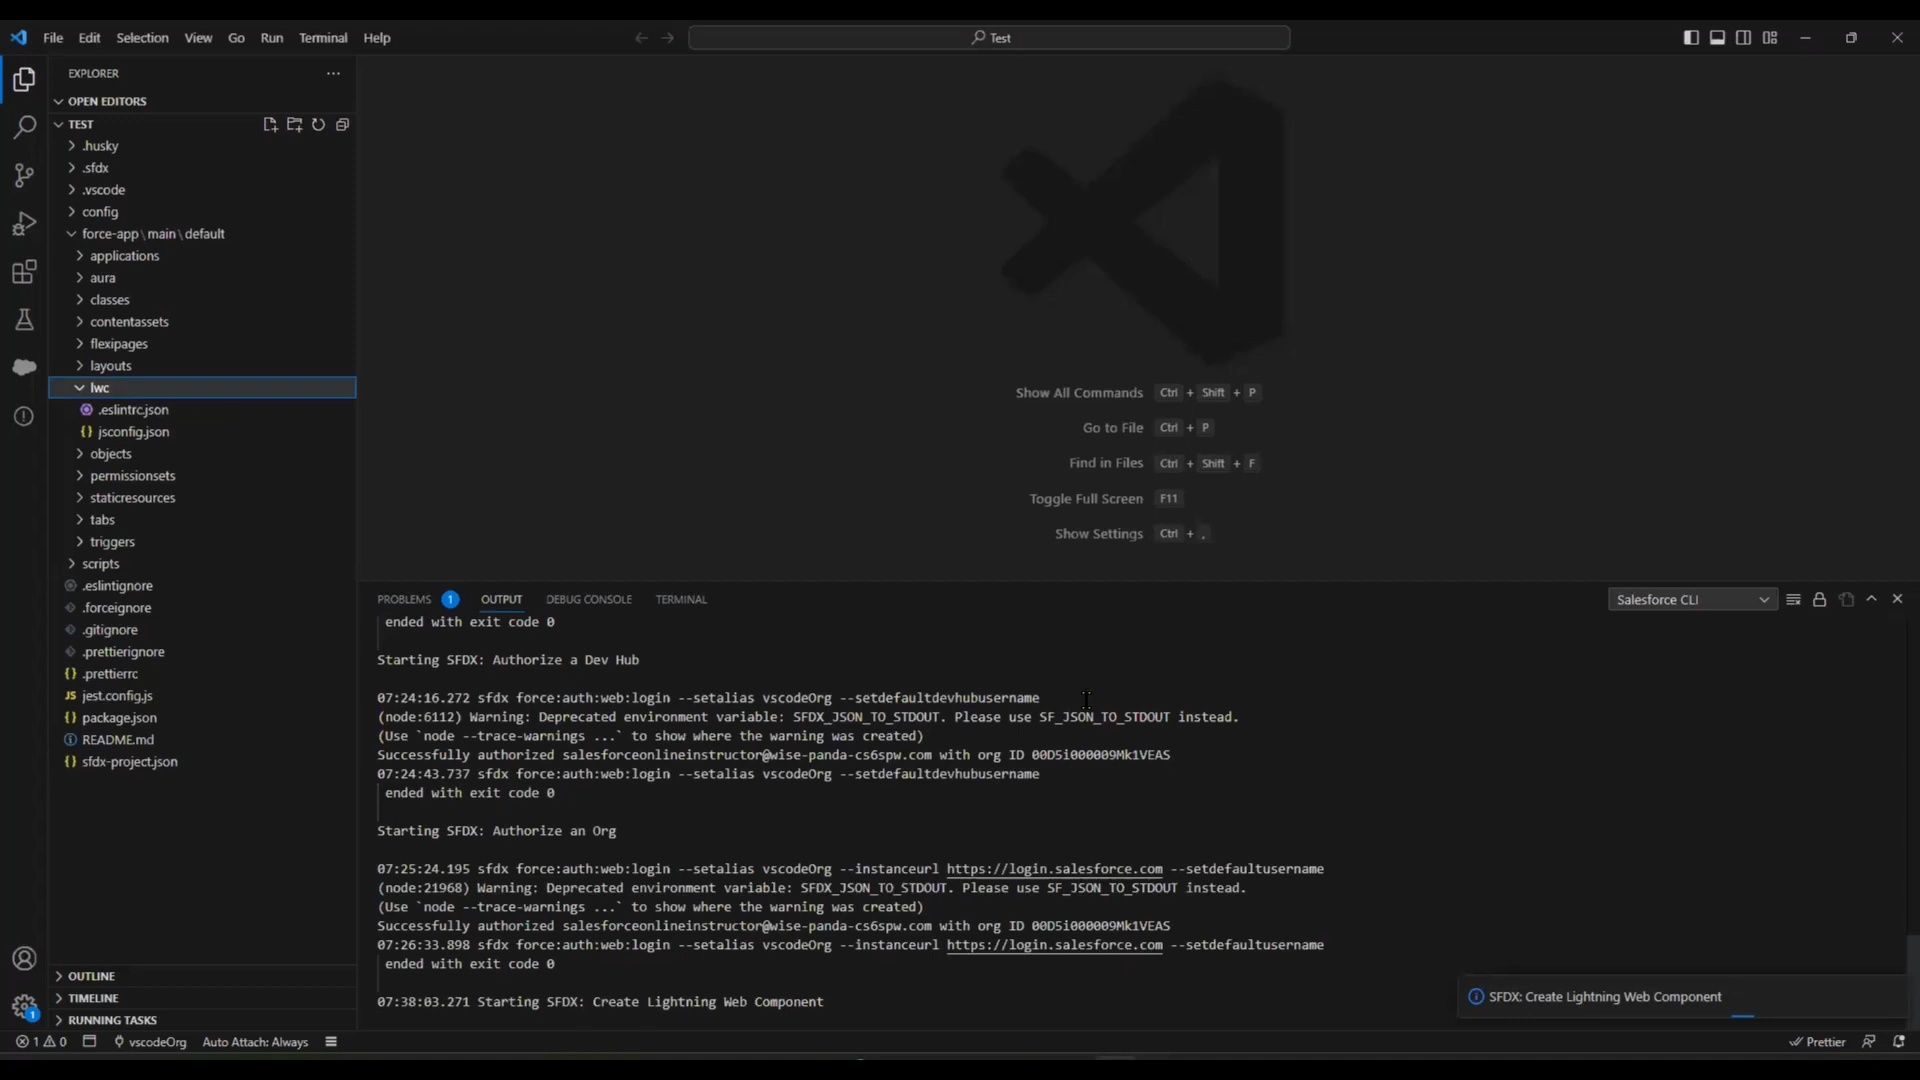 File Edit Selection View Go Run Terminal Help
Test
EXPLORER
OPEN EDITORS
TEST
.husky
.sfdx
.vscode
config
force-app\main\default
applications
aura
classes
contentassets
flexipages
layouts
lwc
.eslintrc.json
{} jsconfig.json
objects
permissionsets
staticresources
tabs
triggers
scripts
.eslintignore
.forceignore
.gitignore
.prettierignore
{} .prettierrc
JS jest.config.js
{} package.json
README.md
{} sfdx-project.json
OUTLINE
TIMELINE
RUNNING TASKS
Show All Commands Ctrl + Shift + P
Go to File Ctrl + P
Find in Files Ctrl + Shift + F
Toggle Full Screen F11
Show Settings Ctrl + ,
PROBLEMS 1 OUTPUT DEBUG CONSOLE TERMINAL
Salesforce CLI
ended with exit code 0
Starting SFDX: Authorize a Dev Hub
07:24:16.272 sfdx force:auth:web:login --setalias vscodeOrg --setdefaultdevhubusername
(node:6112) Warning: Deprecated environment variable: SFDX_JSON_TO_STDOUT. Please use SF_JSON_TO_STDOUT instead.
(Use `node --trace-warnings ...` to show where the warning was created)
Successfully authorized salesforceonlineinstructor@wise-panda-cs6spw.com with org ID 00D5i000009Mk1VEAS
07:24:43.737 sfdx force:auth:web:login --setalias vscodeOrg --setdefaultdevhubusername
ended with exit code 0
Starting SFDX: Authorize an Org
07:25:24.195 sfdx force:auth:web:login --setalias vscodeOrg --instanceurl https://login.salesforce.com --setdefaultusername
(node:21968) Warning: Deprecated environment variable: SFDX_JSON_TO_STDOUT. Please use SF_JSON_TO_STDOUT instead.
(Use `node --trace-warnings ...` to show where the warning was created)
Successfully authorized salesforceonlineinstructor@wise-panda-cs6spw.com with org ID 00D5i000009Mk1VEAS
07:26:33.898 sfdx force:auth:web:login --setalias vscodeOrg --instanceurl https://login.salesforce.com --setdefaultusername
ended with exit code 0
07:38:03.271 Starting SFDX: Create Lightning Web Component
SFDX: Create Lightning Web Component
1
1 0 vscodeOrg Auto Attach: Always
Prettier